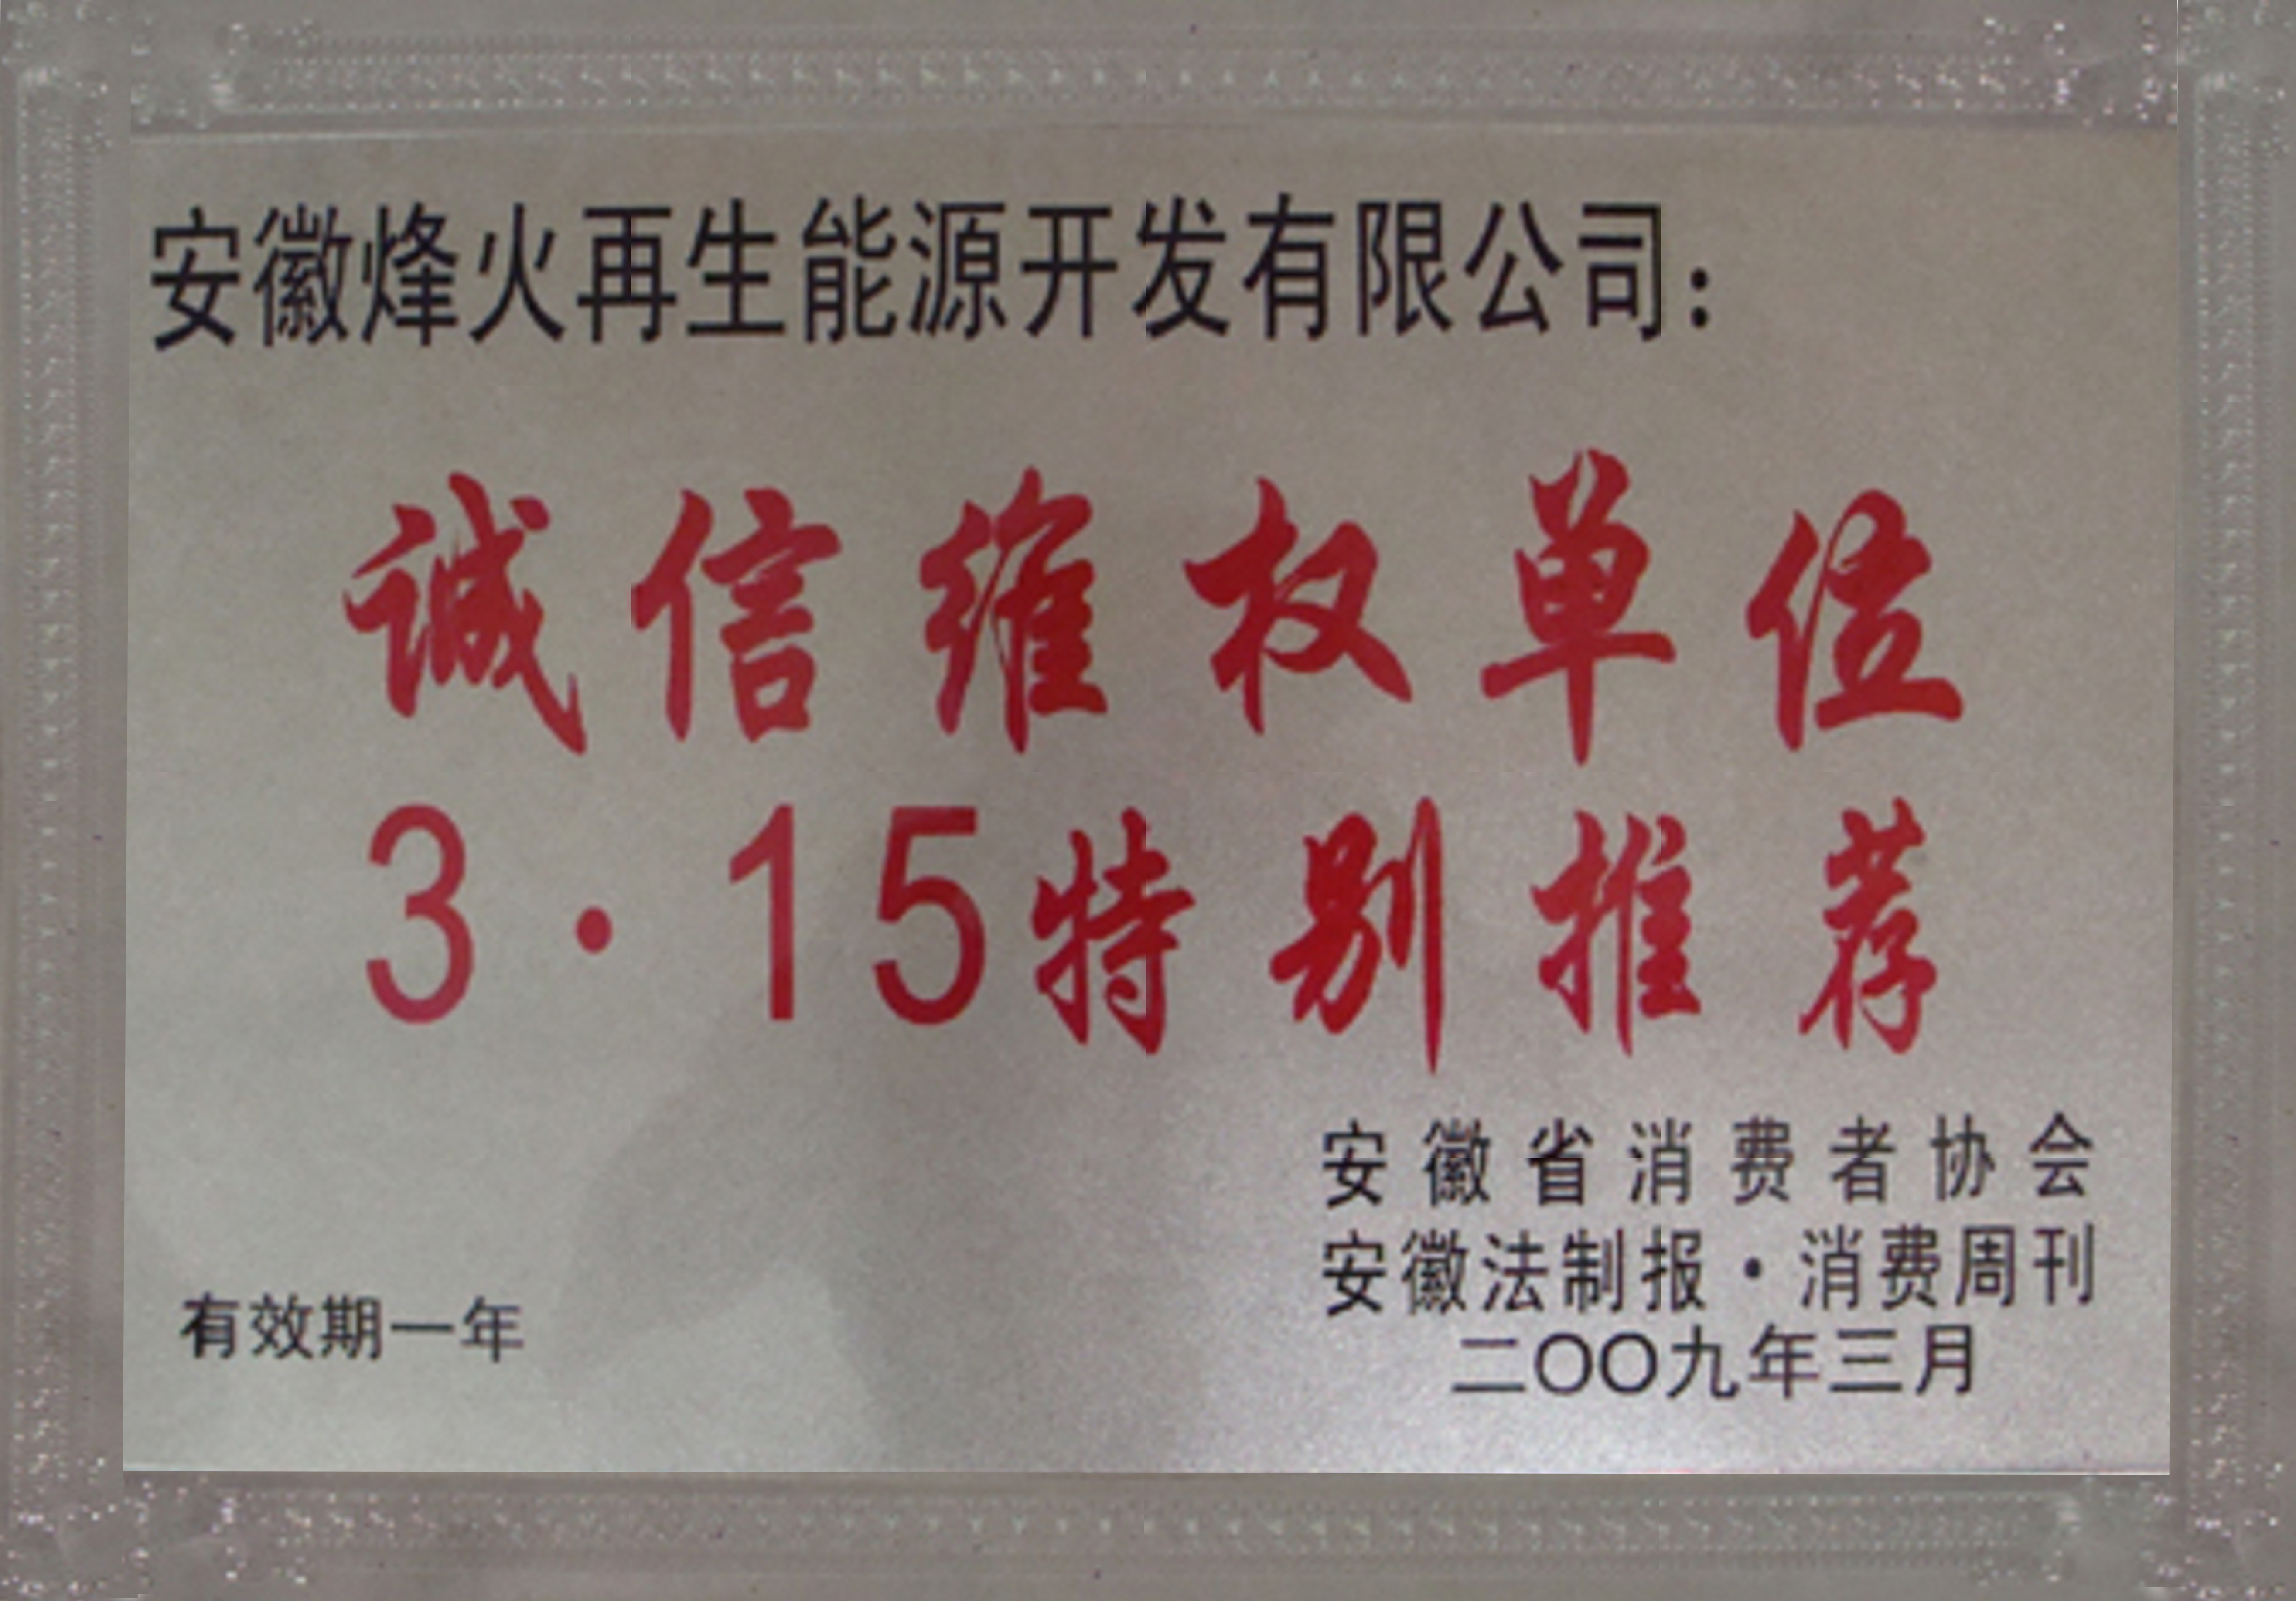 安徽烽火再生能源开发有限公司：
诚信维权单位
3·15特别推荐
安徽省消费者协会
安徽法制报·消费周刊
有效期一年
二〇〇九年三月